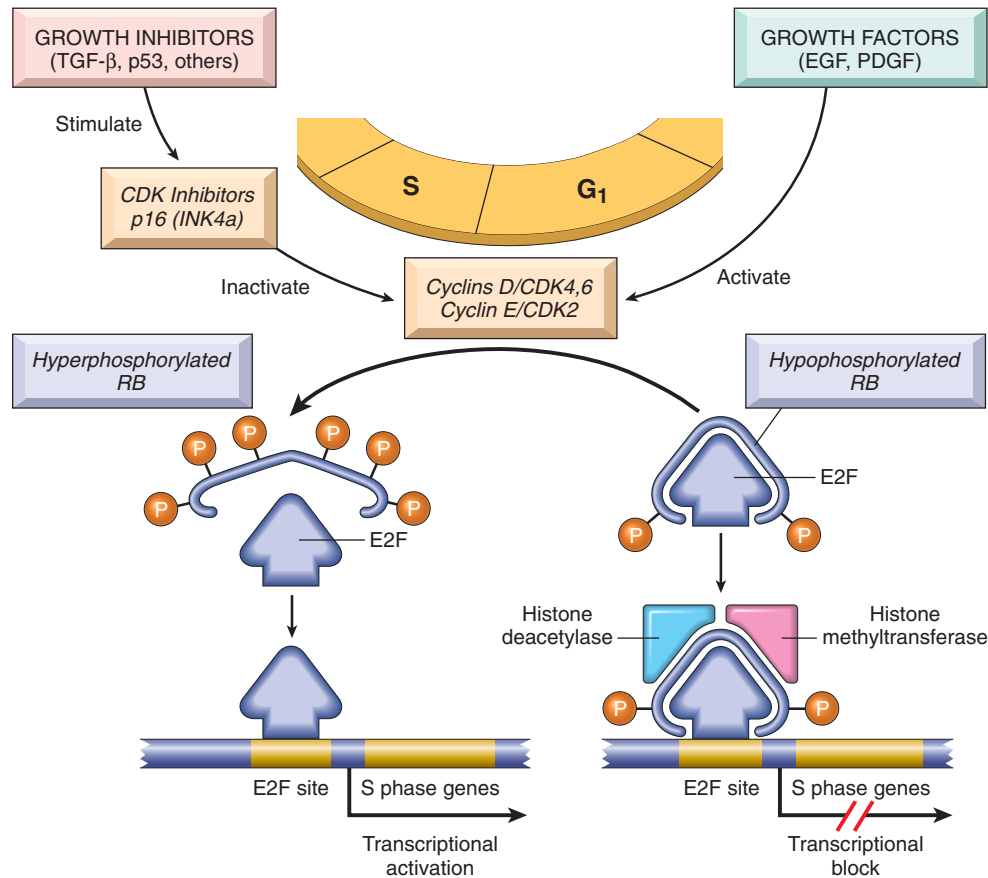 GROWTH INHIBITORS
(TGF-β, p53, others)
GROWTH FACTORS
(EGF, PDGF)
Stimulate
CDK Inhibitors
p16 (INK4a)
S
G1
Inactivate
Activate
Cyclins D/CDK4,6
Cyclin E/CDK2
Hyperphosphorylated
RB
Hypophosphorylated
RB
P
P
P
P
P
P
E2F
E2F
P
P
Histone
deacetylase
Histone
methyltransferase
P
P
E2F site
S phase genes
Transcriptional
activation
E2F site
S phase genes
Transcriptional
block